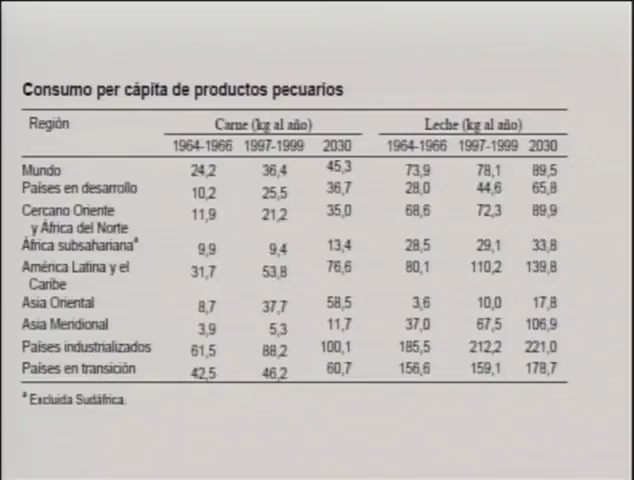 Consumo per cápita de productos pecuarios
Región Carne (kg al año) Leche (kg al año)
1964-1966 1997-1999 2030 1964-1966 1997-1999 2030
Mundo 24,2 36,4 45,3 73,9 78,1 89,5
Países en desarrollo 10,2 25,5 36,7 28,0 44,6 65,8
Cercano Oriente 11,9 21,2 35,0 68,6 72,3 89,9
y África del Norte
África subsahariana^a 9,9 9,4 13,4 28,5 29,1 33,8
América Latina y el 31,7 53,8 76,6 80,1 110,2 139,8
Caribe
Asia Oriental 8,7 37,7 58,5 3,6 10,0 17,8
Asia Meridional 3,9 5,3 11,7 37,0 67,5 106,9
Países industrializados 61,5 88,2 100,1 185,5 212,2 221,0
Países en transición 42,5 46,2 60,7 156,6 159,1 178,7
^a Excluida Sudáfrica.